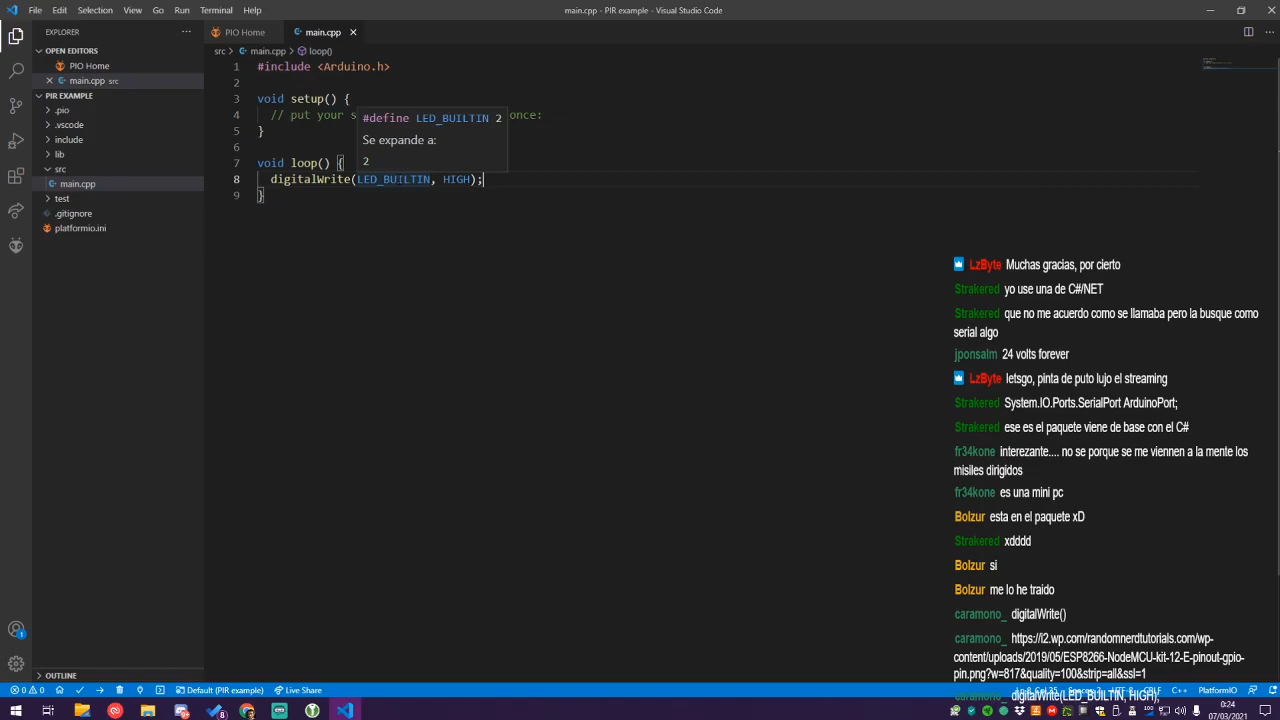 File Edit Selection View Go Run Terminal Help
main.cpp - PIR example - Visual Studio Code
EXPLORER
OPEN EDITORS
PIO Home
main.cpp src
PIR EXAMPLE
.pio
.vscode
include
lib
src
main.cpp
test
.gitignore
platformio.ini
OUTLINE
PIO Home
main.cpp
src > main.cpp > loop()
1 #include <Arduino.h>
2
3 void setup() {
4 // put your s once:
5 }
6
7 void loop() {
8 digitalWrite(LED_BUILTIN, HIGH);
9 }
#define LED_BUILTIN 2
Se expande a:
2
LzByte Muchas gracias, por cierto
Strakered yo use una de C#/NET
Strakered que no me acuerdo como se llamaba pero la busque como
serial algo
jponsalm 24 volts forever
LzByte letsgo, pinta de puto lujo el streaming
Strakered System.IO.Ports.SerialPort ArduinoPort;
Strakered ese es el paquete viene de base con el C#
fr34kone interezante.... no se porque se me viennen a la mente los
misiles dirigidos
fr34kone es una mini pc
Bolzur esta en el paquete xD
Strakered xdddd
Bolzur si
Bolzur me lo he traido
caramono_ digitalWrite()
caramono_ https://i2.wp.com/randomnerdtutorials.com/wp-
content/uploads/2019/05/ESP8266-NodeMCU-kit-12-E-pinout-gpio-
pin.png?w=817&quality=100&strip=all&ssl=1
caramono_ digitalWrite(LED_BUILTIN, HIGH);
0 0 Default (PIR example) Live Share
C++ PlatformIO
0:24
07/03/2021